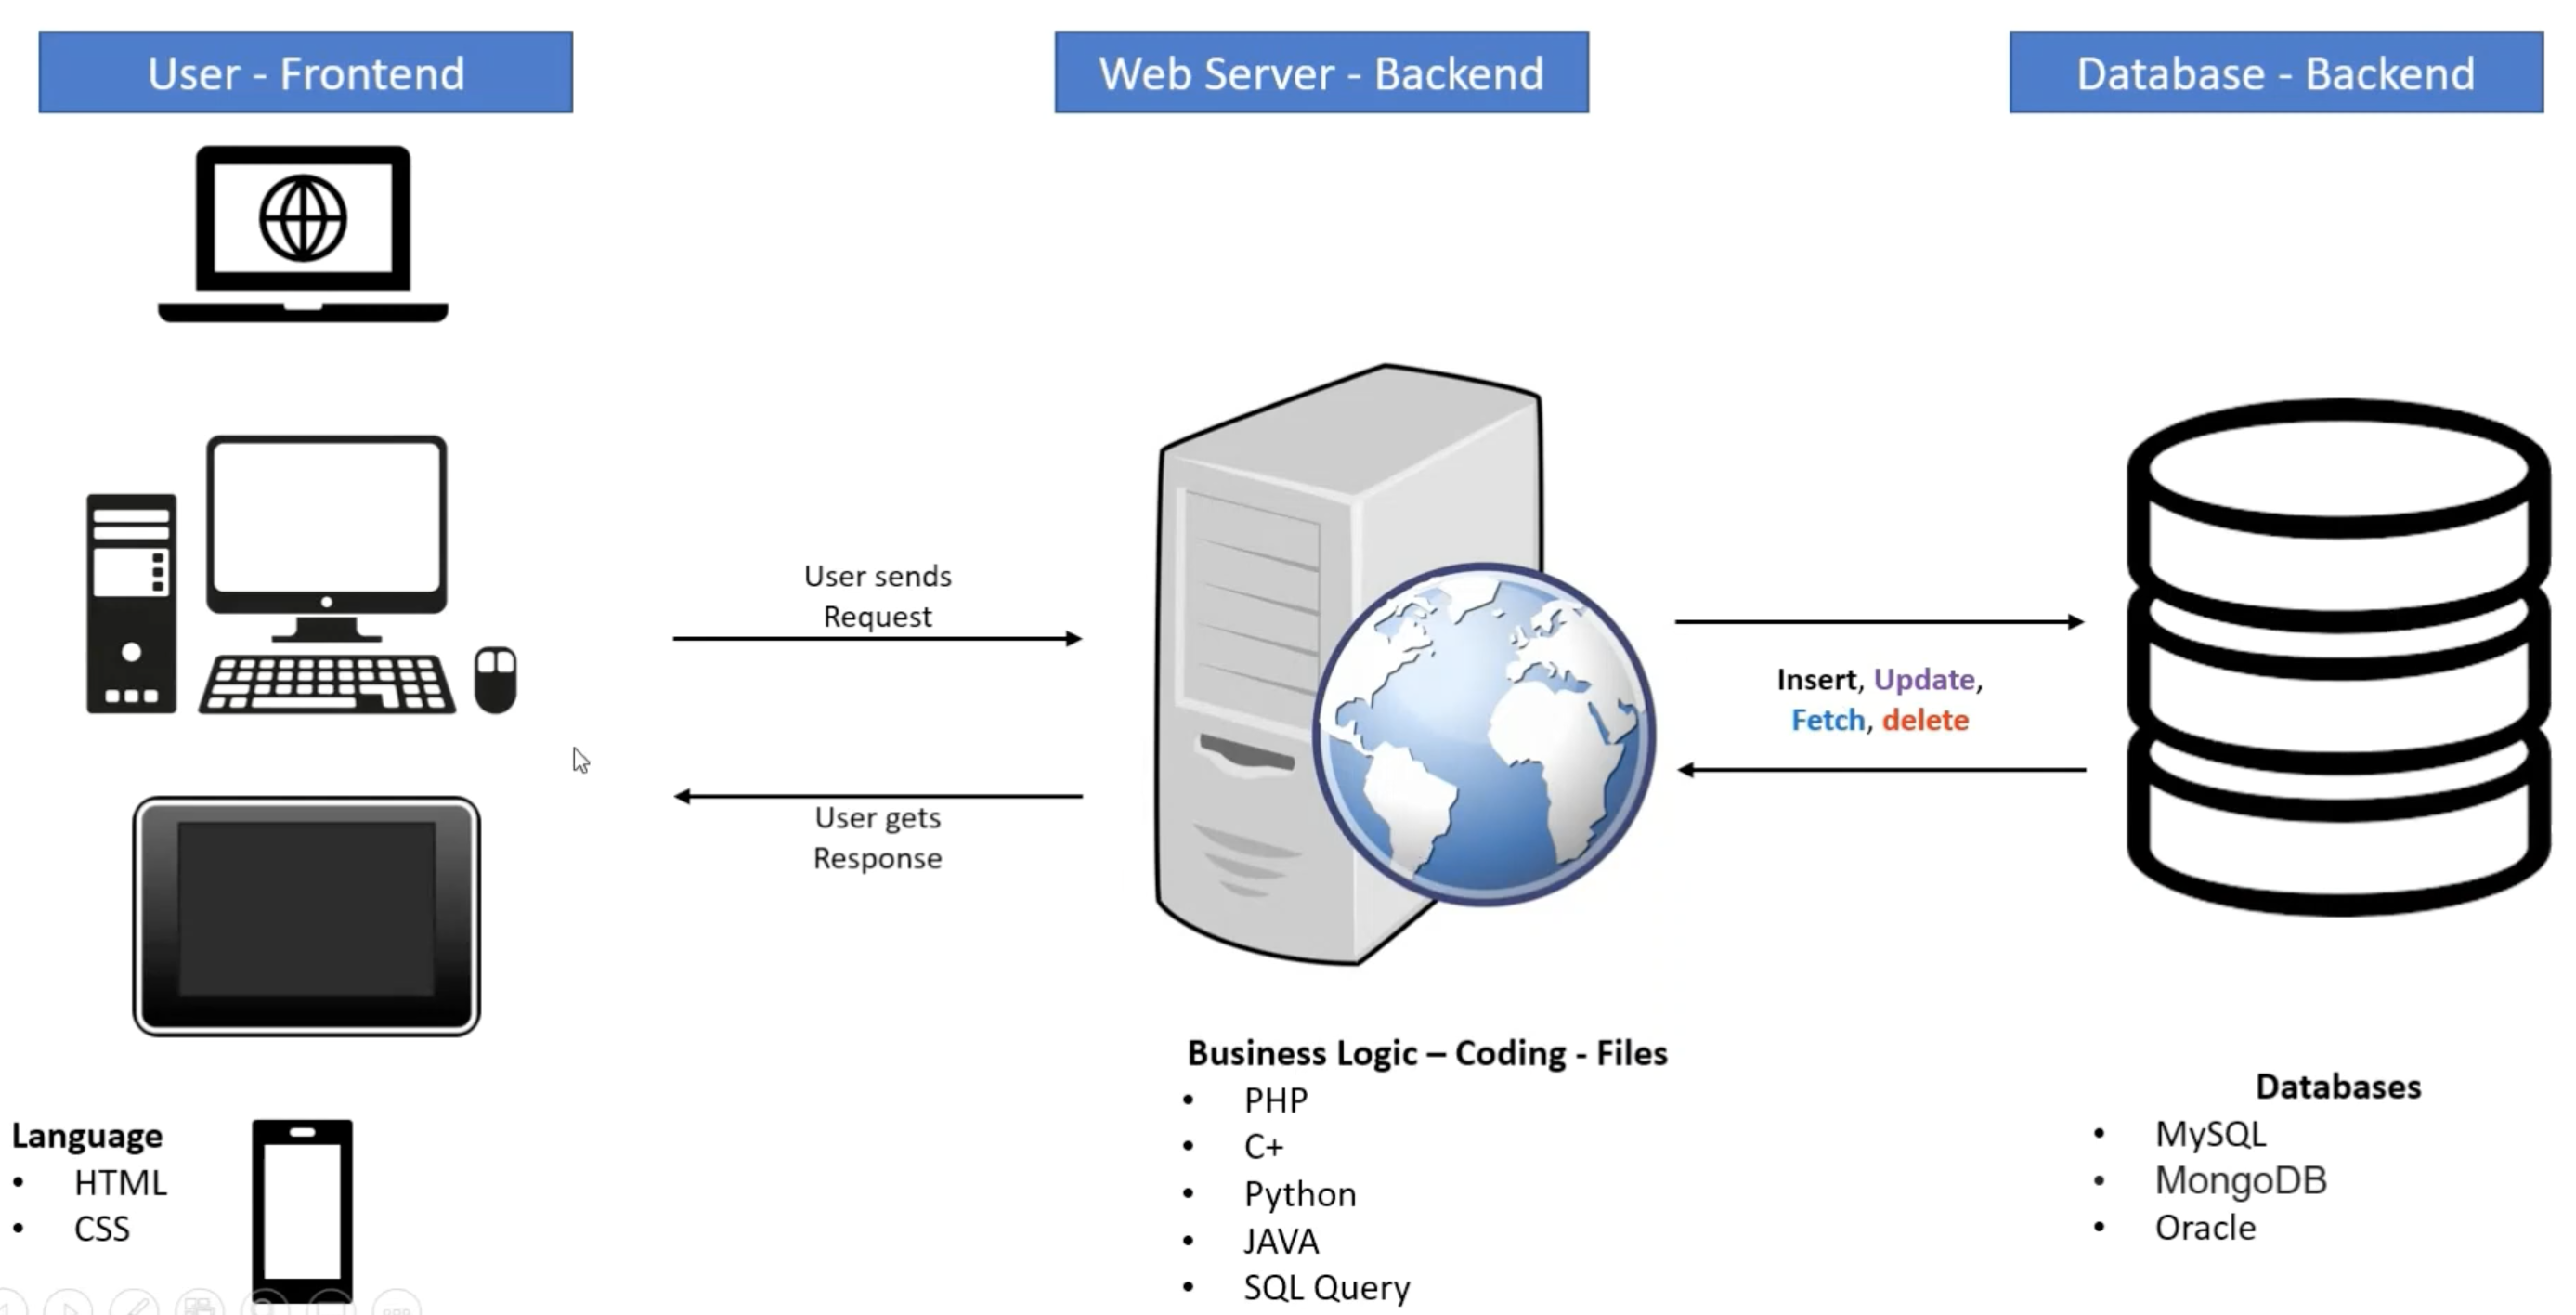 User - Frontend
Web Server - Backend
Database - Backend
User sends
Request
User gets
Response
Insert, Update,
Fetch, delete
Language
• HTML
• CSS
Business Logic – Coding - Files
• PHP
• C+
• Python
• JAVA
• SQL Query
Databases
• MySQL
• MongoDB
• Oracle